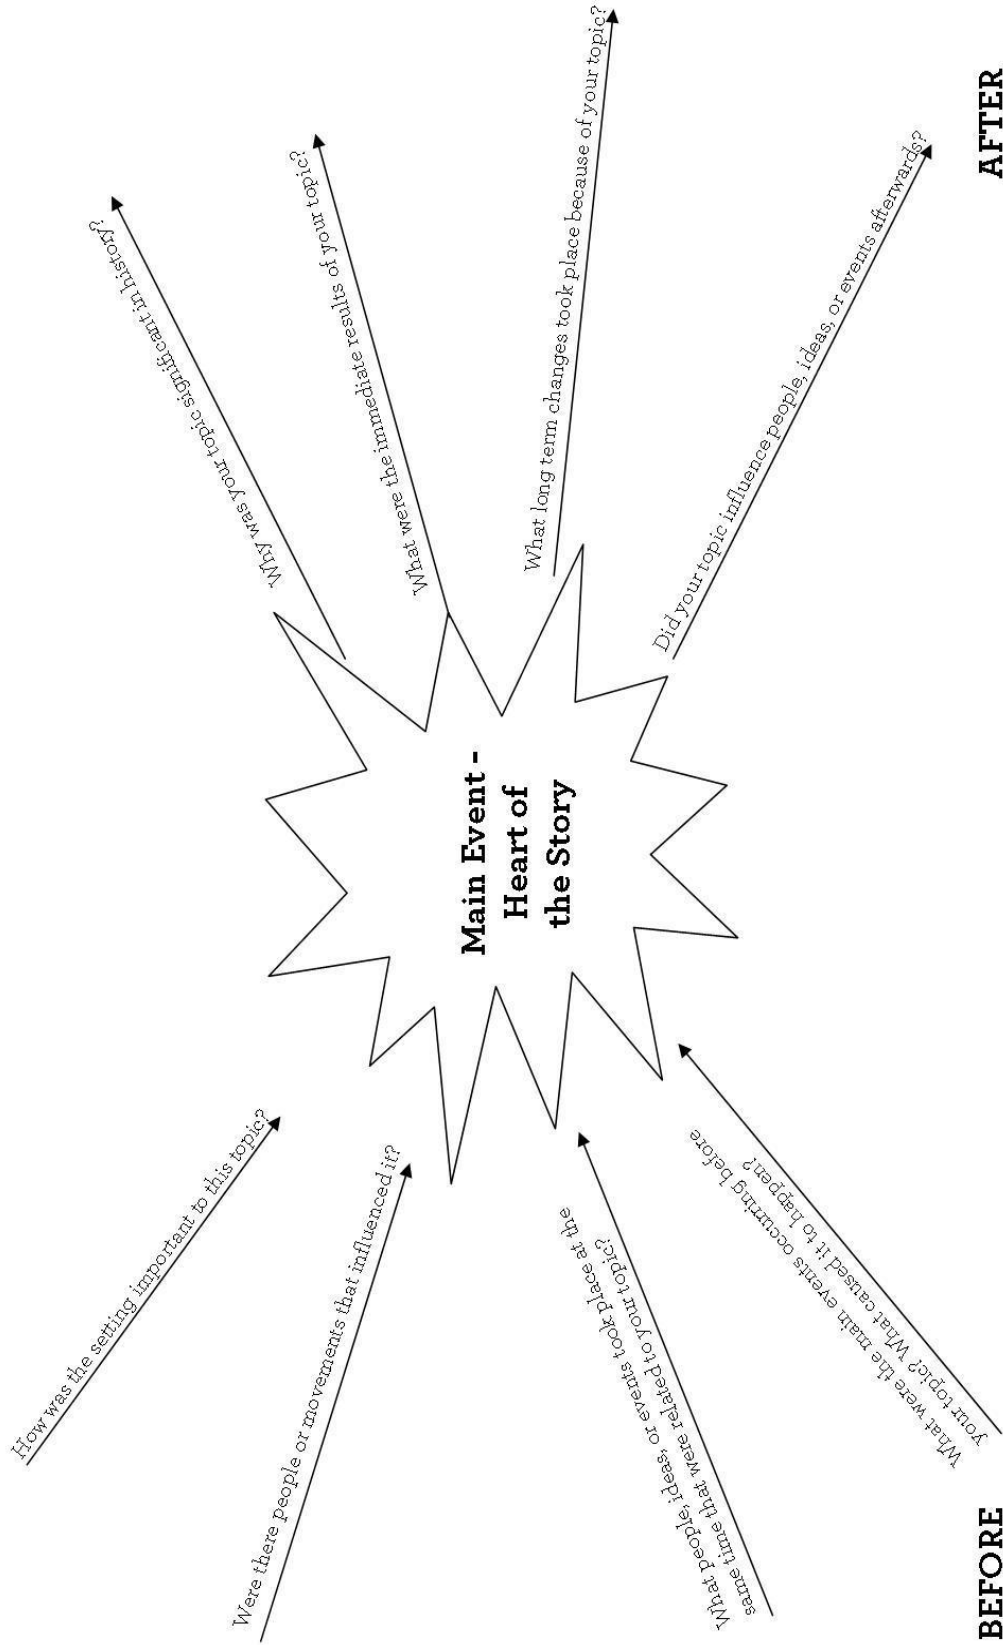 How was the setting important to this topic?
Were there people or movements that influenced it?
What people, ideas, or events took place at the
same time that were related to your topic?
What were the main events occurring before
your topic? What caused it to happen?
BEFORE
Main Event -
Heart of
the Story
Why was your topic significant in history?
What were the immediate results of your topic?
What long term changes took place because of your topic?
Did your topic influence people, ideas, or events afterwards?
AFTER